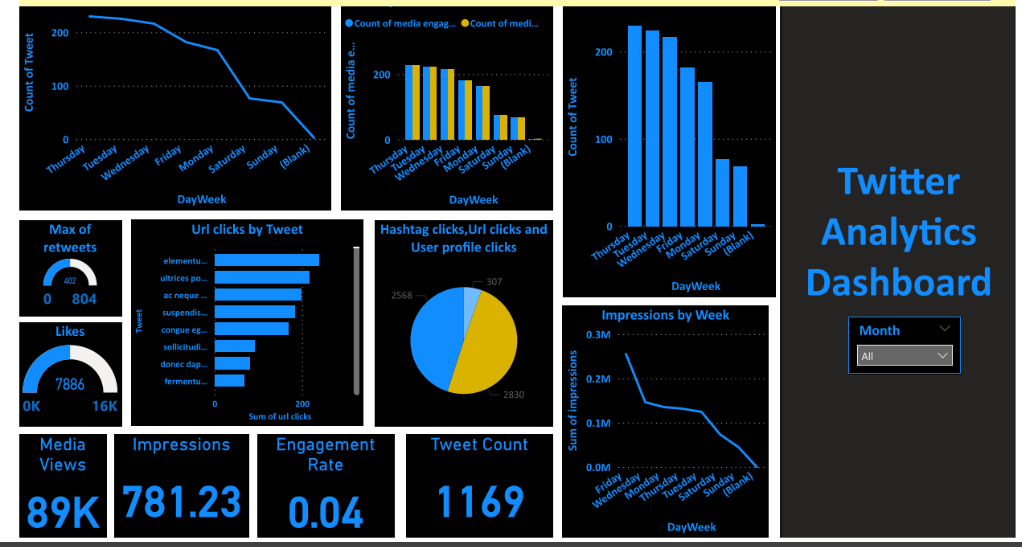 200
100
0
Count of Tweet
Thursday
Tuesday
Wednesday
Friday
Monday
Saturday
Sunday
(Blank)
DayWeek
Count of media engag...
Count of medi...
Count of media e...
200
0
Thursday
Tuesday
Wednesday
Friday
Monday
Saturday
Sunday
(Blank)
DayWeek
Count of Tweet
200
100
0
Thursday
Tuesday
Wednesday
Friday
Monday
Saturday
Sunday
(Blank)
DayWeek
Twitter
Analytics
Dashboard
Month
All
Max of
retweets
402
0
804
Likes
7886
0K
16K
Url clicks by Tweet
Tweet
elementu...
ultrices po...
ac neque ...
suspendis...
congue eg...
sollicitudi...
donec dap...
fermentu...
0
200
Sum of url clicks
Hashtag clicks,Url clicks and
User profile clicks
307
2568
2830
Impressions by Week
Sum of impressions
0.3M
0.2M
0.1M
0.0M
Friday
Wednesday
Monday
Thursday
Tuesday
Saturday
Sunday
(Blank)
DayWeek
Media
Views
89K
Impressions
781.23
Engagement
Rate
0.04
Tweet Count
1169